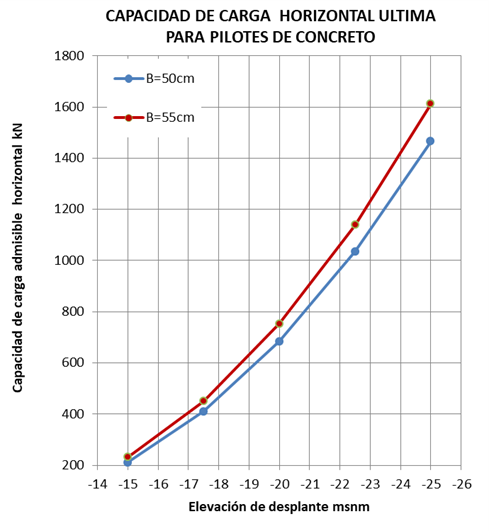 CAPACIDAD DE CARGA HORIZONTAL ULTIMA
PARA PILOTES DE CONCRETO
Capacidad de carga admisible horizontal kN
1800
1600
1400
1200
1000
800
600
400
200
B=50cm
B=55cm
-14 -15 -16 -17 -18 -19 -20 -21 -22 -23 -24 -25 -26
Elevación de desplante msnm